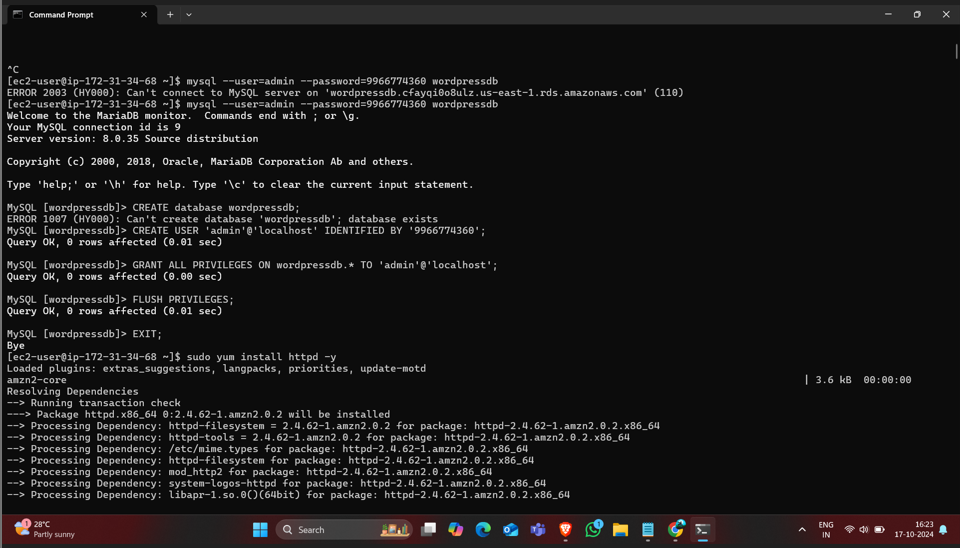 Command Prompt
^C
[ec2-user@ip-172-31-34-68 ~]$ mysql --user=admin --password=9966774360 wordpressdb
ERROR 2003 (HY000): Can't connect to MySQL server on 'wordpressdb.cfayqi0o8ulz.us-east-1.rds.amazonaws.com' (110)
[ec2-user@ip-172-31-34-68 ~]$ mysql --user=admin --password=9966774360 wordpressdb
Welcome to the MariaDB monitor.  Commands end with ; or \g.
Your MySQL connection id is 9
Server version: 8.0.35 Source distribution
Copyright (c) 2000, 2018, Oracle, MariaDB Corporation Ab and others.
Type 'help;' or '\h' for help. Type '\c' to clear the current input statement.
MySQL [wordpressdb]> CREATE database wordpressdb;
ERROR 1007 (HY000): Can't create database 'wordpressdb'; database exists
MySQL [wordpressdb]> CREATE USER 'admin'@'localhost' IDENTIFIED BY '9966774360';
Query OK, 0 rows affected (0.01 sec)
MySQL [wordpressdb]> GRANT ALL PRIVILEGES ON wordpressdb.* TO 'admin'@'localhost';
Query OK, 0 rows affected (0.00 sec)
MySQL [wordpressdb]> FLUSH PRIVILEGES;
Query OK, 0 rows affected (0.01 sec)
MySQL [wordpressdb]> EXIT;
Bye
[ec2-user@ip-172-31-34-68 ~]$ sudo yum install httpd -y
Loaded plugins: extras_suggestions, langpacks, priorities, update-motd
amzn2-core | 3.6 kB  00:00:00
Resolving Dependencies
--> Running transaction check
---> Package httpd.x86_64 0:2.4.62-1.amzn2.0.2 will be installed
--> Processing Dependency: httpd-filesystem = 2.4.62-1.amzn2.0.2 for package: httpd-2.4.62-1.amzn2.0.2.x86_64
--> Processing Dependency: httpd-tools = 2.4.62-1.amzn2.0.2 for package: httpd-2.4.62-1.amzn2.0.2.x86_64
--> Processing Dependency: /etc/mime.types for package: httpd-2.4.62-1.amzn2.0.2.x86_64
--> Processing Dependency: httpd-filesystem for package: httpd-2.4.62-1.amzn2.0.2.x86_64
--> Processing Dependency: mod_http2 for package: httpd-2.4.62-1.amzn2.0.2.x86_64
--> Processing Dependency: system-logos-httpd for package: httpd-2.4.62-1.amzn2.0.2.x86_64
--> Processing Dependency: libapr-1.so.0()(64bit) for package: httpd-2.4.62-1.amzn2.0.2.x86_64
1
28°C
Partly sunny
Search
1
ENG
IN
16:23
17-10-2024